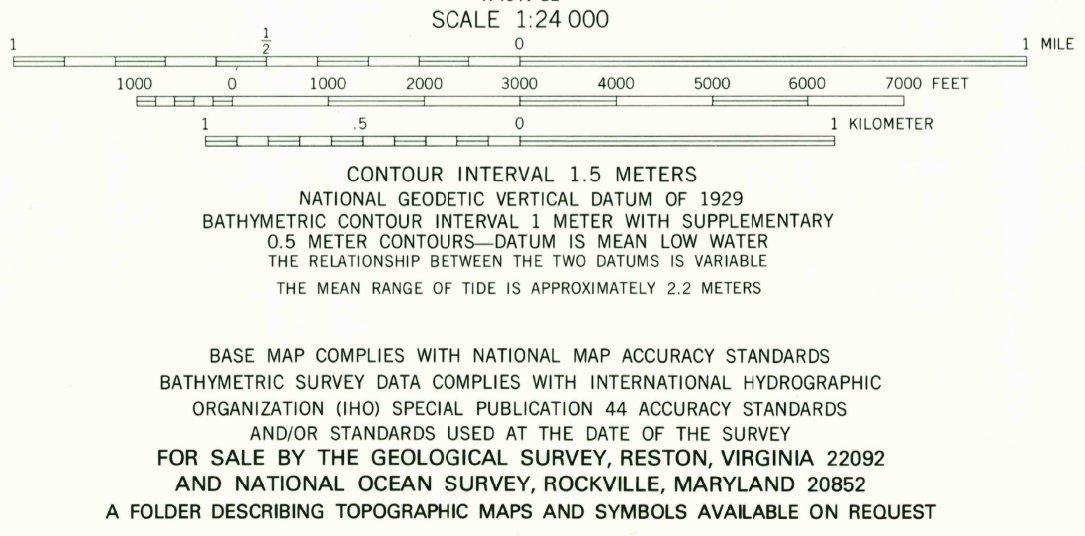 SCALE 1:24 000
1 1/2 0 1 MILE
1000 0 1000 2000 3000 4000 5000 6000 7000 FEET
1 .5 0 1 KILOMETER
CONTOUR INTERVAL 1.5 METERS
NATIONAL GEODETIC VERTICAL DATUM OF 1929
BATHYMETRIC CONTOUR INTERVAL 1 METER WITH SUPPLEMENTARY
0.5 METER CONTOURS—DATUM IS MEAN LOW WATER
THE RELATIONSHIP BETWEEN THE TWO DATUMS IS VARIABLE
THE MEAN RANGE OF TIDE IS APPROXIMATELY 2.2 METERS
BASE MAP COMPLIES WITH NATIONAL MAP ACCURACY STANDARDS
BATHYMETRIC SURVEY DATA COMPLIES WITH INTERNATIONAL HYDROGRAPHIC
ORGANIZATION (IHO) SPECIAL PUBLICATION 44 ACCURACY STANDARDS
AND/OR STANDARDS USED AT THE DATE OF THE SURVEY
FOR SALE BY THE GEOLOGICAL SURVEY, RESTON, VIRGINIA 22092
AND NATIONAL OCEAN SURVEY, ROCKVILLE, MARYLAND 20852
A FOLDER DESCRIBING TOPOGRAPHIC MAPS AND SYMBOLS AVAILABLE ON REQUEST